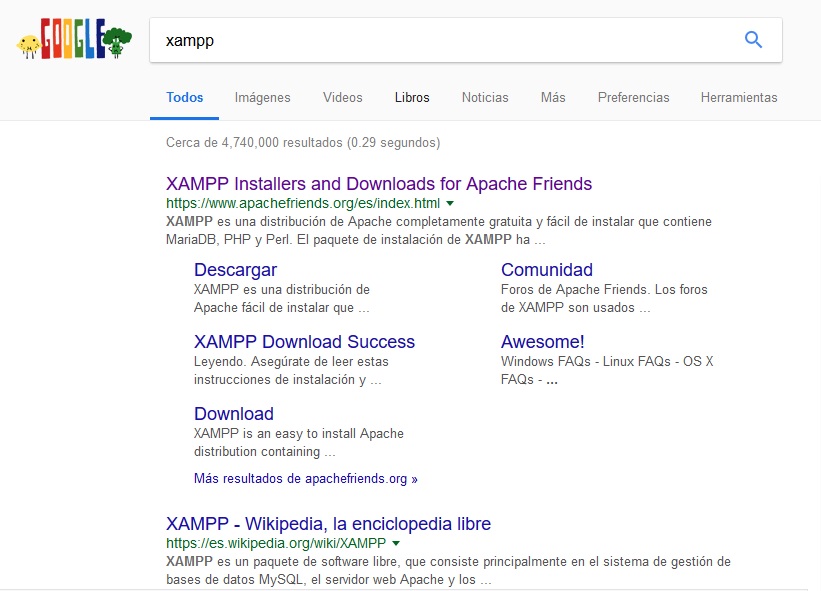 GOOGLE
xampp
Todos Imágenes Videos Libros Noticias Más Preferencias Herramientas
Cerca de 4,740,000 resultados (0.29 segundos)
XAMPP Installers and Downloads for Apache Friends
https://www.apachefriends.org/es/index.html
XAMPP es una distribución de Apache completamente gratuita y fácil de instalar que contiene
MariaDB, PHP y Perl. El paquete de instalación de XAMPP ha ...
Descargar
XAMPP es una distribución de
Apache fácil de instalar que ...
Comunidad
Foros de Apache Friends. Los foros
de XAMPP son usados ...
XAMPP Download Success
Leyendo. Asegúrate de leer estas
instrucciones de instalación y ...
Awesome!
Windows FAQs - Linux FAQs - OS X
FAQs - ...
Download
XAMPP is an easy to install Apache
distribution containing ...
Más resultados de apachefriends.org »
XAMPP - Wikipedia, la enciclopedia libre
https://es.wikipedia.org/wiki/XAMPP
XAMPP es un paquete de software libre, que consiste principalmente en el sistema de gestión de
bases de datos MySQL, el servidor web Apache y los ...